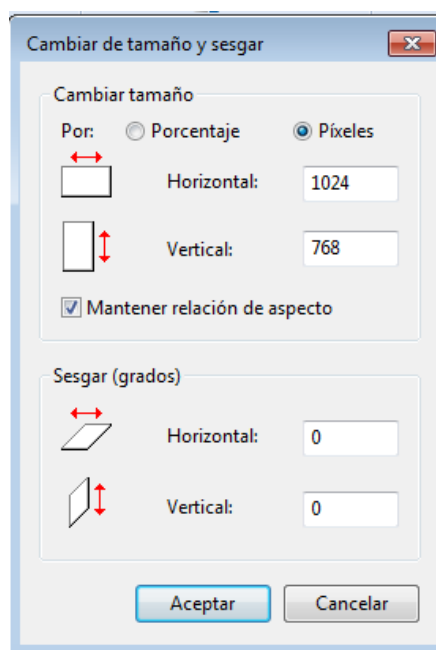 Cambiar de tamaño y sesgar
Cambiar tamaño
Por: Porcentaje Píxeles
Horizontal: 1024
Vertical: 768
Mantener relación de aspecto
Sesgar (grados)
Horizontal: 0
Vertical: 0
Aceptar Cancelar